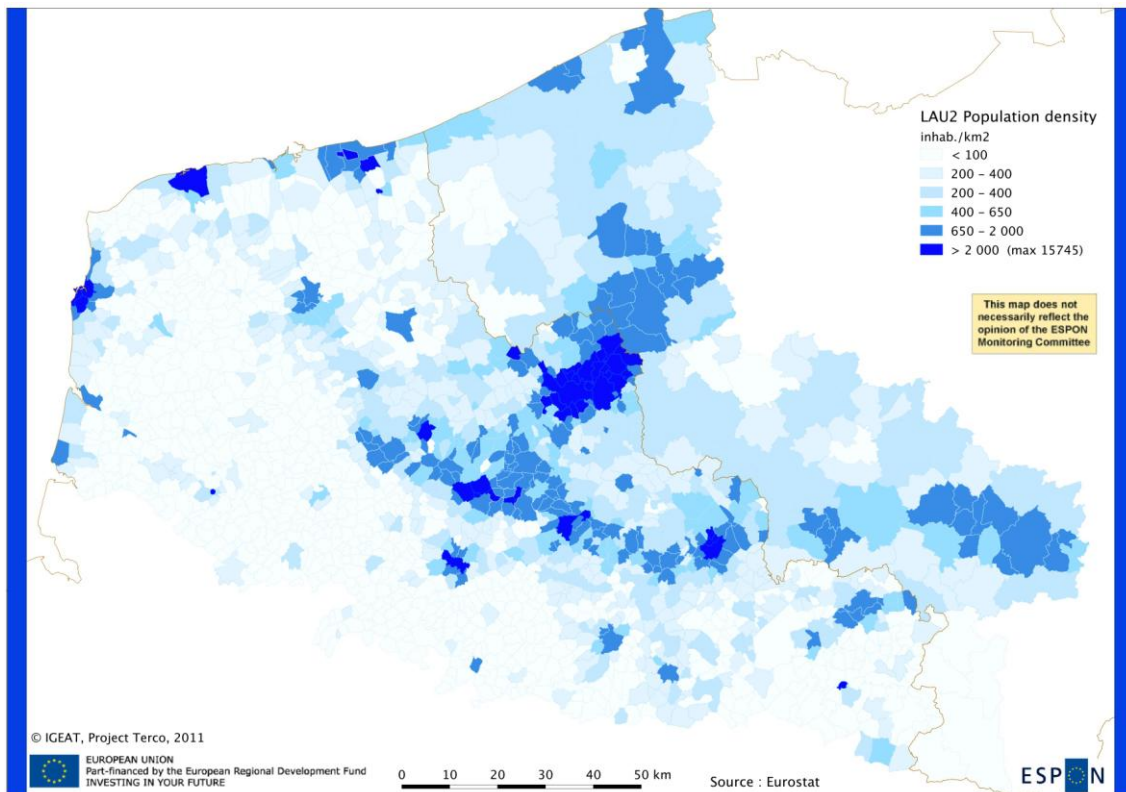 LAU2 Population density
inhab./km2
< 100
200 – 400
200 – 400
400 – 650
650 – 2 000
> 2 000 (max 15745)
This map does not
necessarily reflect the
opinion of the ESPON
Monitoring Committee
© IGEAT, Project Terco, 2011
EUROPEAN UNION
Part-financed by the European Regional Development Fund
INVESTING IN YOUR FUTURE
0 10 20 30 40 50 km
Source : Eurostat
ESPON